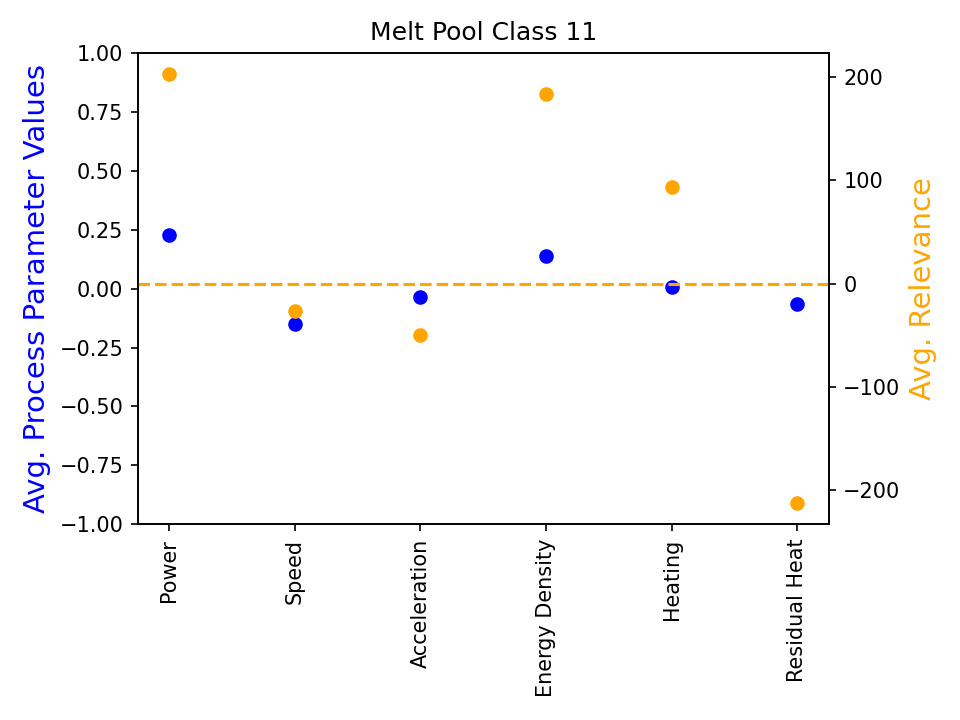 Melt Pool Class 11
Avg. Process Parameter Values
1.00
0.75
0.50
0.25
0.00
−0.25
−0.50
−0.75
−1.00
200
100
0
−100
−200
Avg. Relevance
Power
Speed
Acceleration
Energy Density
Heating
Residual Heat